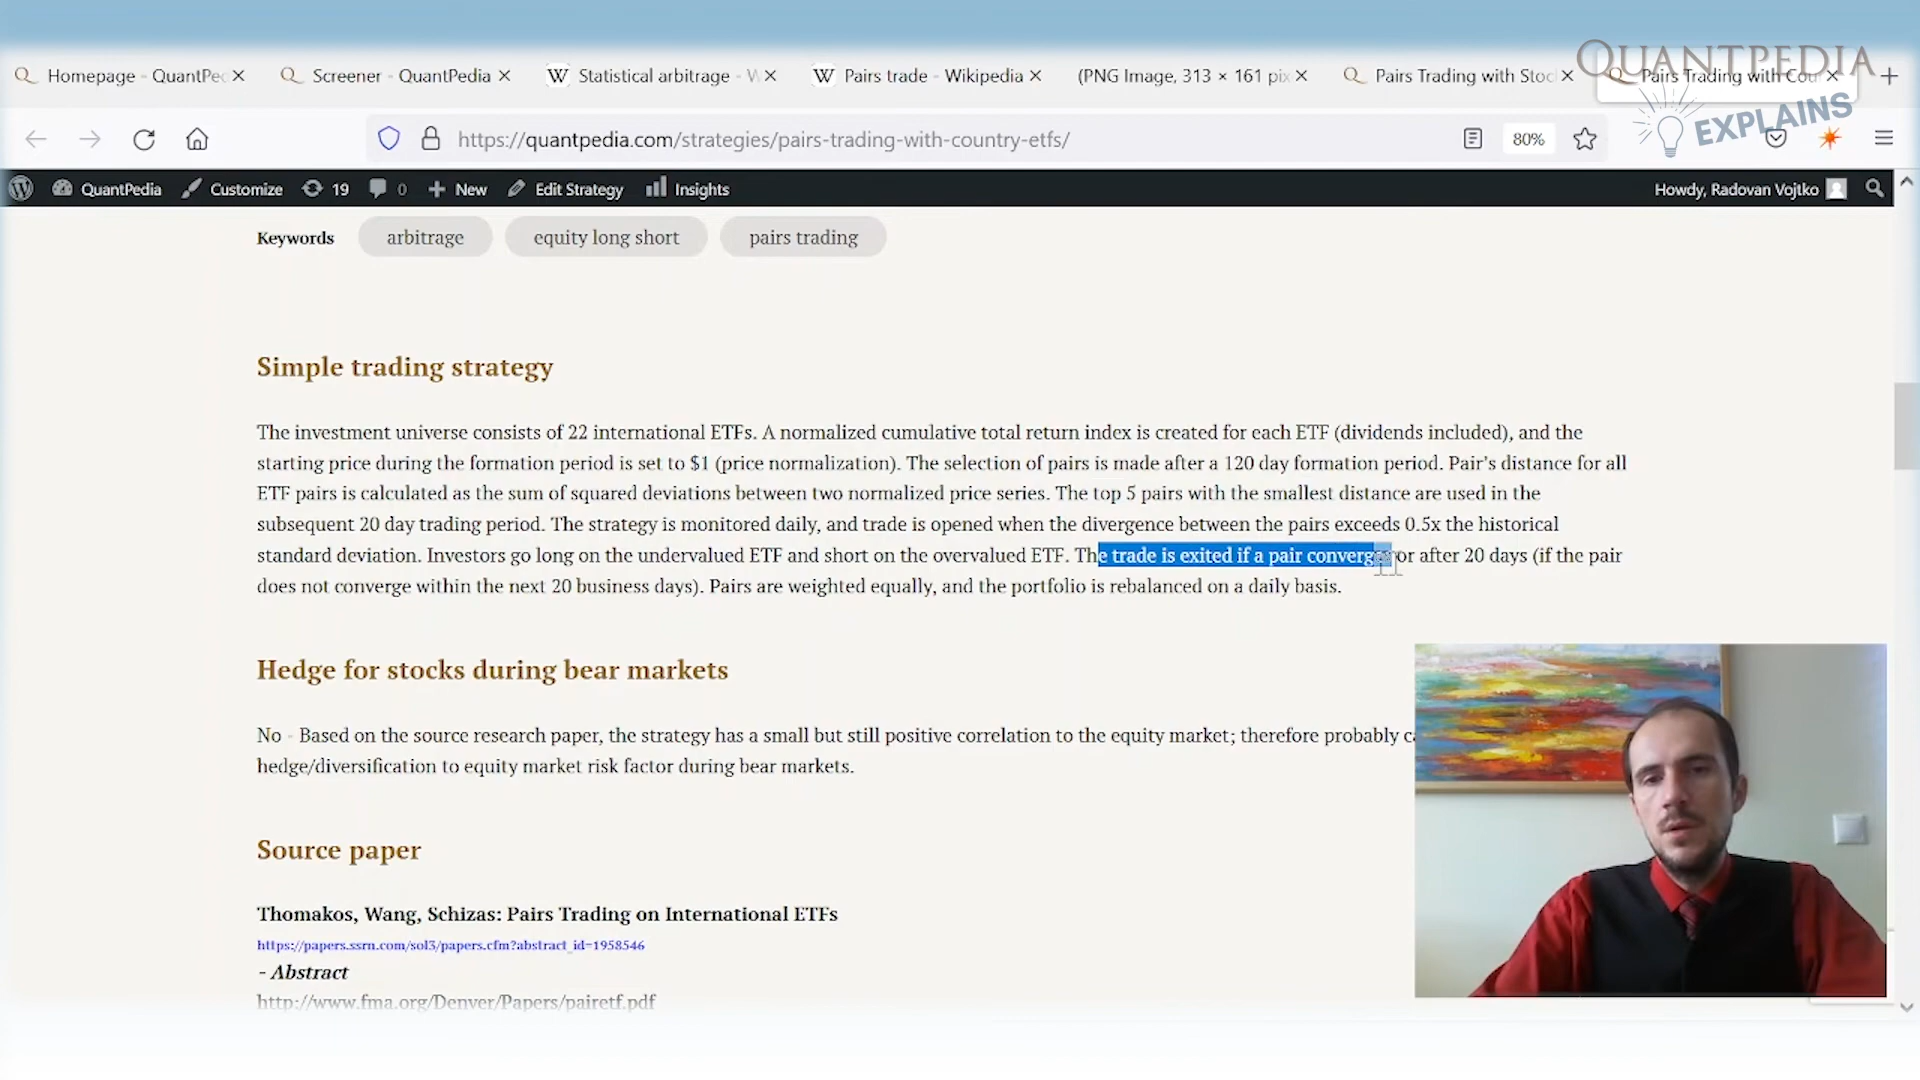 QUANTPEDIA
EXPLAINS
Homepage - QuantPe
Screener - QuantPedia
Statistical arbitrage - W
Pairs trade - Wikipedia
(PNG Image, 313 × 161 pix
Pairs Trading with Stoc
Pairs Trading with Cou
https://quantpedia.com/strategies/pairs-trading-with-country-etfs/
80%
QuantPedia Customize 19 0 New Edit Strategy Insights Howdy, Radovan Vojtko
Keywords arbitrage equity long short pairs trading
Simple trading strategy
The investment universe consists of 22 international ETFs. A normalized cumulative total return index is created for each ETF (dividends included), and the
starting price during the formation period is set to $1 (price normalization). The selection of pairs is made after a 120 day formation period. Pair's distance for all
ETF pairs is calculated as the sum of squared deviations between two normalized price series. The top 5 pairs with the smallest distance are used in the
subsequent 20 day trading period. The strategy is monitored daily, and trade is opened when the divergence between the pairs exceeds 0.5x the historical
standard deviation. Investors go long on the undervalued ETF and short on the overvalued ETF. The trade is exited if a pair converges or after 20 days (if the pair
does not converge within the next 20 business days). Pairs are weighted equally, and the portfolio is rebalanced on a daily basis.
Hedge for stocks during bear markets
No - Based on the source research paper, the strategy has a small but still positive correlation to the equity market; therefore probably ca
hedge/diversification to equity market risk factor during bear markets.
Source paper
Thomakos, Wang, Schizas: Pairs Trading on International ETFs
https://papers.ssrn.com/sol3/papers.cfm?abstract_id=1958546
- Abstract
http://www.fma.org/Denver/Papers/pairetf.pdf